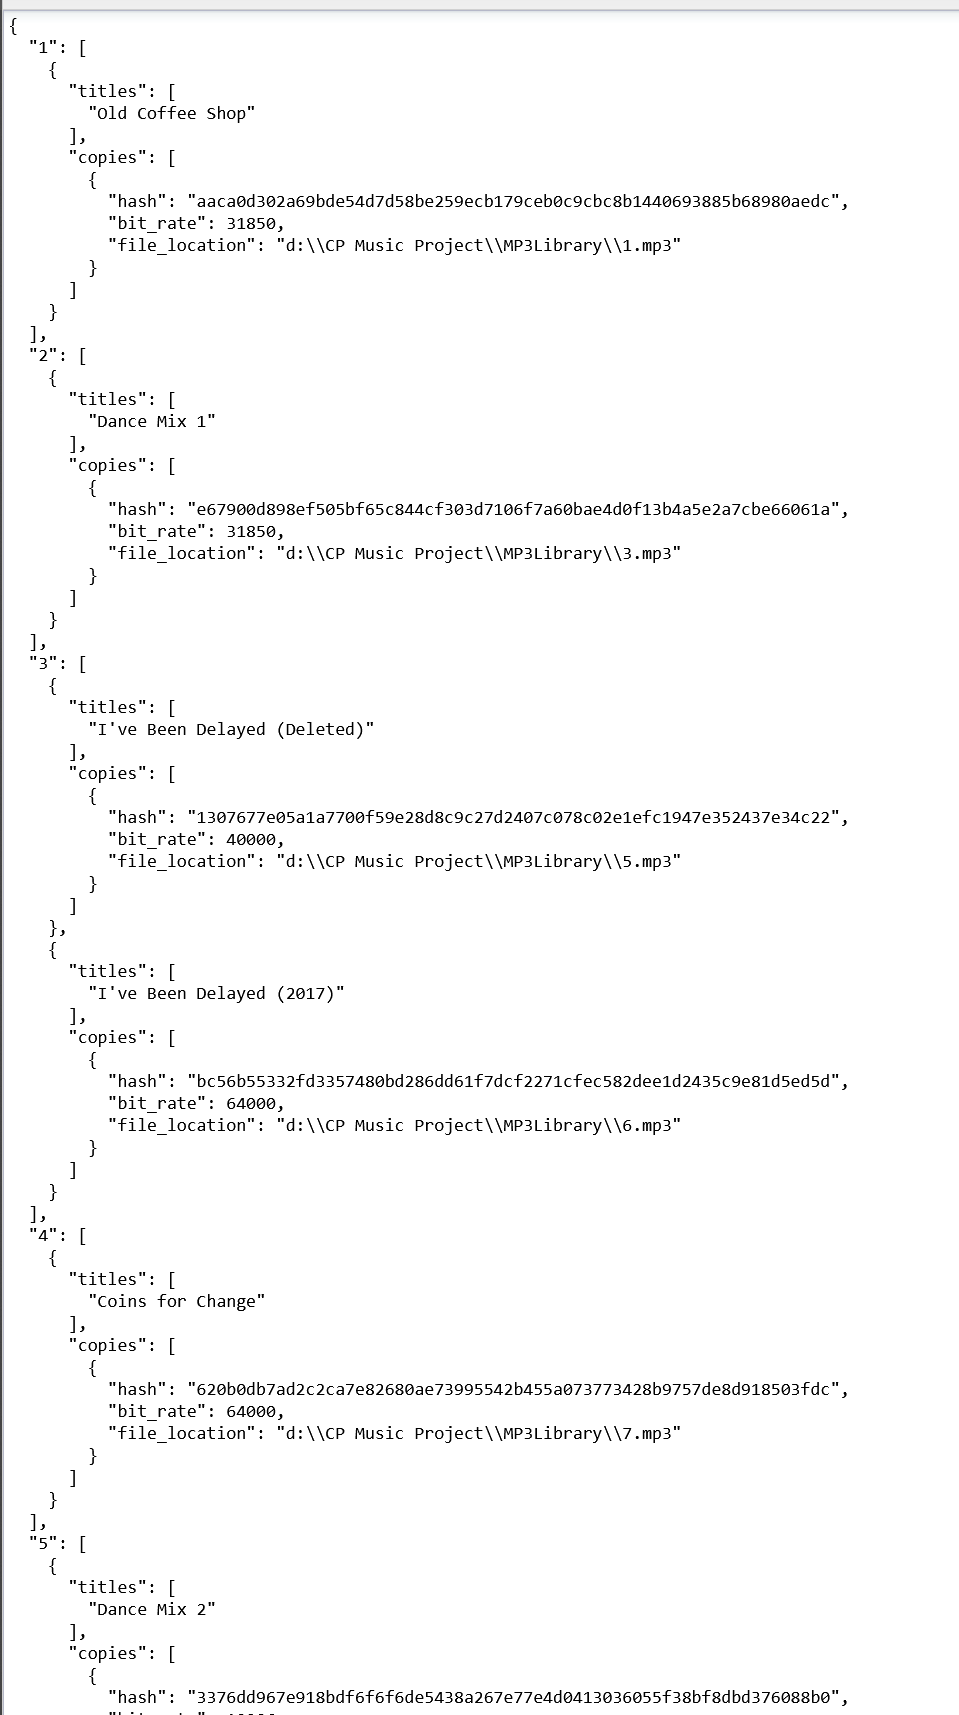 {
  "1": [
    {
      "titles": [
        "Old Coffee Shop"
      ],
      "copies": [
        {
          "hash": "aaca0d302a69bde54d7d58be259ecb179ceb0c9cbc8b1440693885b68980aedc",
          "bit_rate": 31850,
          "file_location": "d:\\CP Music Project\\MP3Library\\1.mp3"
        }
      ]
    }
  ],
  "2": [
    {
      "titles": [
        "Dance Mix 1"
      ],
      "copies": [
        {
          "hash": "e67900d898ef505bf65c844cf303d7106f7a60bae4d0f13b4a5e2a7cbe66061a",
          "bit_rate": 31850,
          "file_location": "d:\\CP Music Project\\MP3Library\\3.mp3"
        }
      ]
    }
  ],
  "3": [
    {
      "titles": [
        "I've Been Delayed (Deleted)"
      ],
      "copies": [
        {
          "hash": "1307677e05a1a7700f59e28d8c9c27d2407c078c02e1efc1947e352437e34c22",
          "bit_rate": 40000,
          "file_location": "d:\\CP Music Project\\MP3Library\\5.mp3"
        }
      ]
    },
    {
      "titles": [
        "I've Been Delayed (2017)"
      ],
      "copies": [
        {
          "hash": "bc56b55332fd3357480bd286dd61f7dcf2271cfec582dee1d2435c9e81d5ed5d",
          "bit_rate": 64000,
          "file_location": "d:\\CP Music Project\\MP3Library\\6.mp3"
        }
      ]
    }
  ],
  "4": [
    {
      "titles": [
        "Coins for Change"
      ],
      "copies": [
        {
          "hash": "620b0db7ad2c2ca7e82680ae73995542b455a073773428b9757de8d918503fdc",
          "bit_rate": 64000,
          "file_location": "d:\\CP Music Project\\MP3Library\\7.mp3"
        }
      ]
    }
  ],
  "5": [
    {
      "titles": [
        "Dance Mix 2"
      ],
      "copies": [
        {
          "hash": "3376dd967e918bdf6f6f6de5438a267e77e4d0413036055f38bf8dbd376088b0",